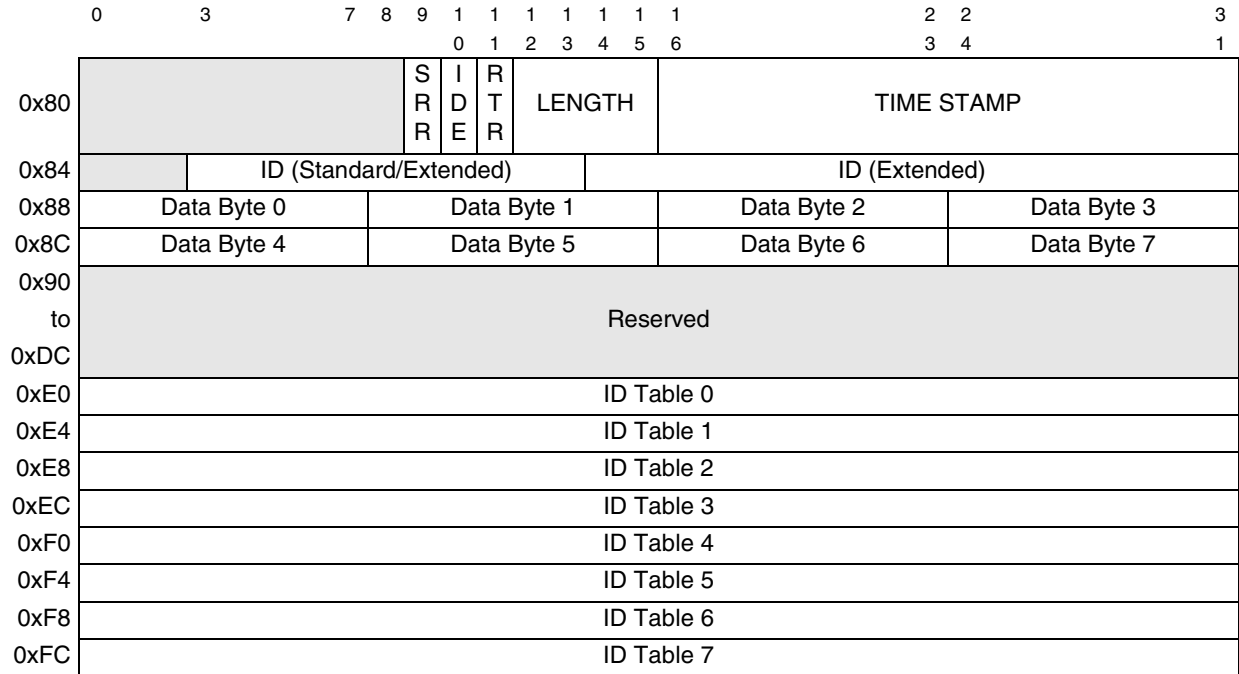 0 3 7 8 9 1 1 1 1 1 1 1 2 2 3
0 1 2 3 4 5 6 3 4 1
0x80 SRR IDE RTR LENGTH TIME STAMP
0x84 ID (Standard/Extended) ID (Extended)
0x88 Data Byte 0 Data Byte 1 Data Byte 2 Data Byte 3
0x8C Data Byte 4 Data Byte 5 Data Byte 6 Data Byte 7
0x90
to Reserved
0xDC
0xE0 ID Table 0
0xE4 ID Table 1
0xE8 ID Table 2
0xEC ID Table 3
0xF0 ID Table 4
0xF4 ID Table 5
0xF8 ID Table 6
0xFC ID Table 7